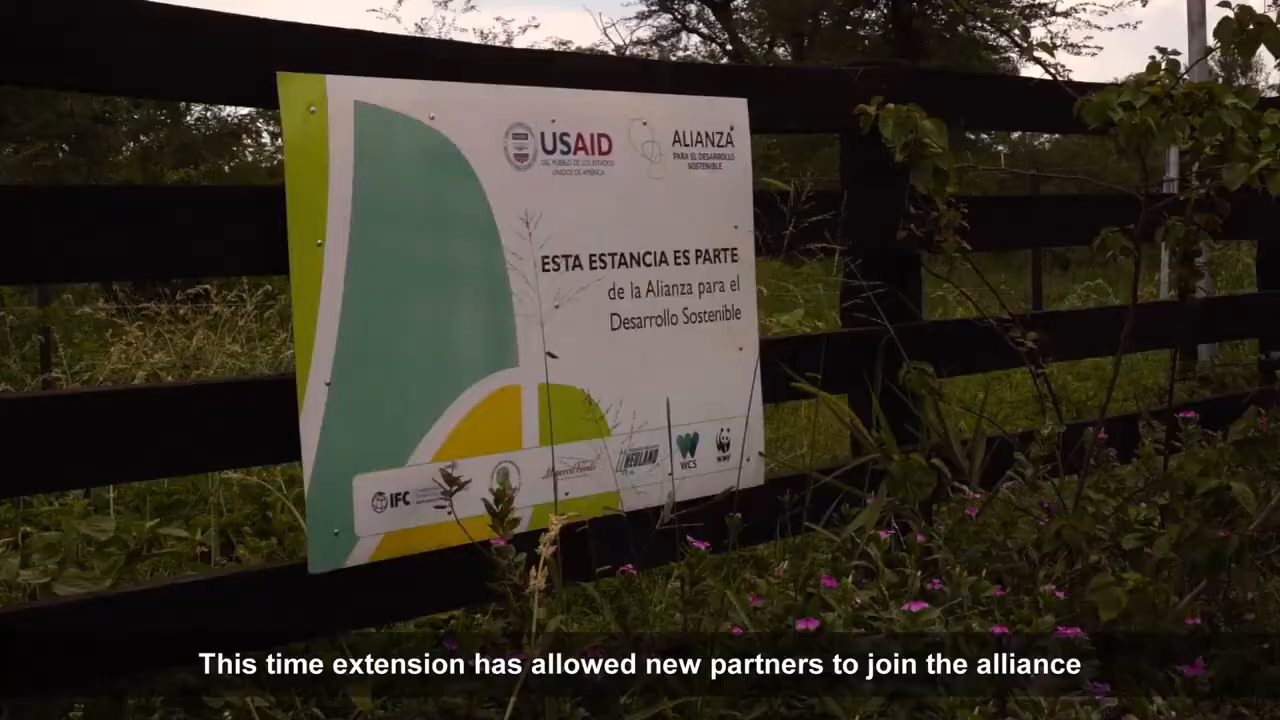 USAID
DEL PUEBLO DE LOS ESTADOS
UNIDOS DE AMÉRICA
ALIANZA
PARA EL DESARROLLO
SOSTENIBLE
ESTA ESTANCIA ES PARTE
de la Alianza para el
Desarrollo Sostenible
IFC
NEULAND
WCS
WWF
This time extension has allowed new partners to join the alliance